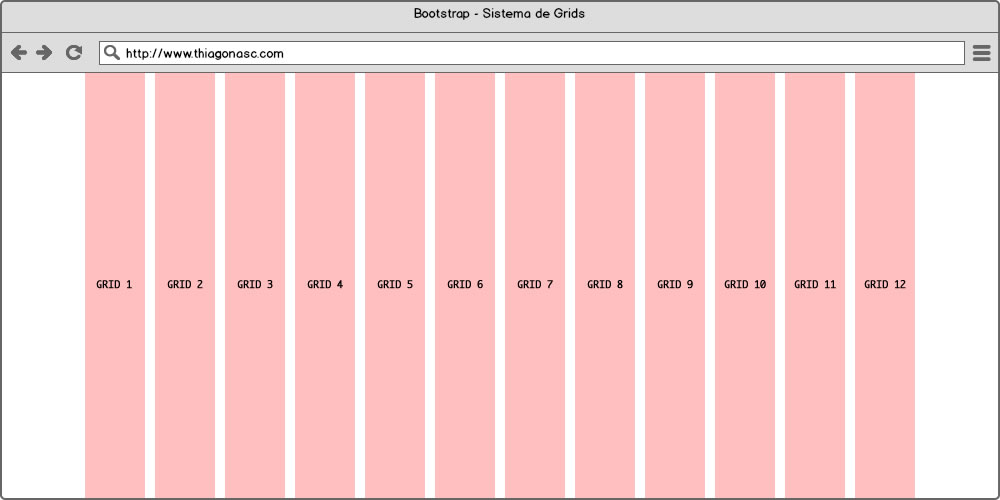 Bootstrap - Sistema de Grids
http://www.thiagonasc.com
GRID 1 GRID 2 GRID 3 GRID 4 GRID 5 GRID 6 GRID 7 GRID 8 GRID 9 GRID 10 GRID 11 GRID 12